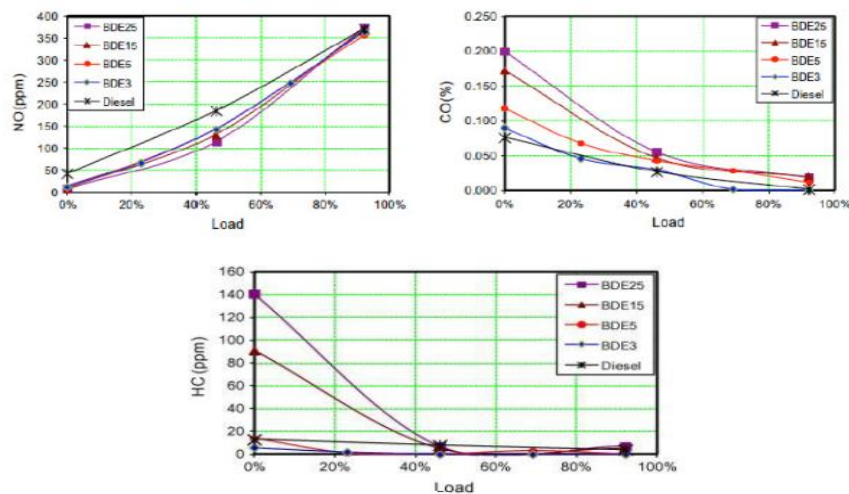 400
350
300
250
200
150
100
50
0
NO(ppm)
BDE25
BDE15
BDE5
BDE3
Diesel
0% 20% 40% 60% 80% 100%
Load
0.250
0.200
0.150
0.100
0.050
0.000
CO(%)
BDE25
BDE15
BDE5
BDE3
Diesel
0% 20% 40% 60% 80% 100%
Load
160
140
120
100
80
60
40
20
0
HC(ppm)
BDE25
BDE15
BDE5
BDE3
Diesel
0% 20% 40% 60% 80% 100%
Load